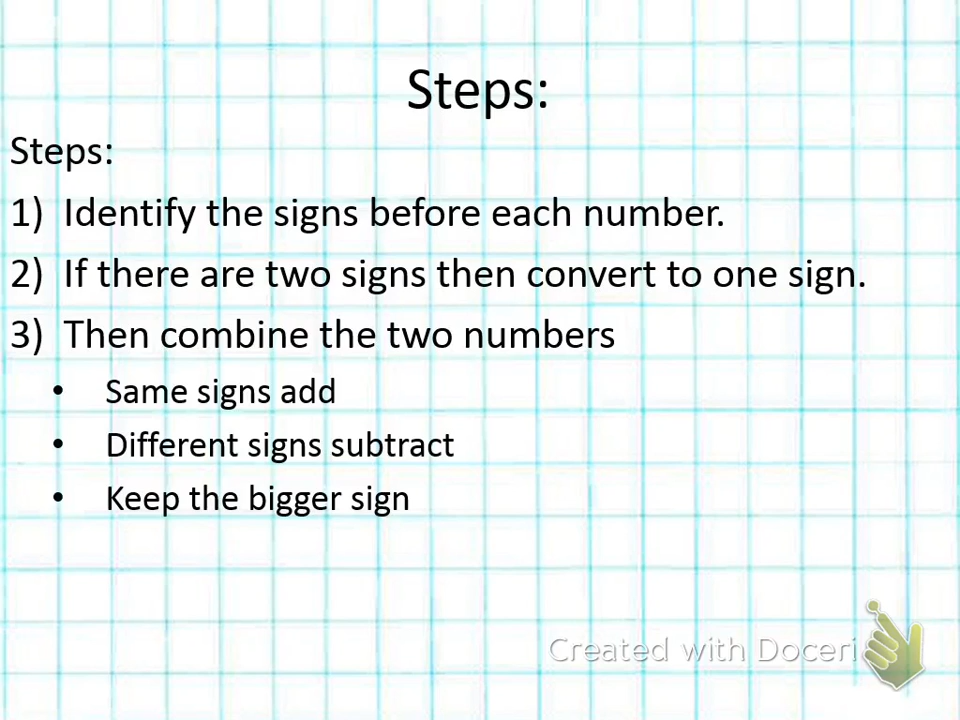 Steps:
Steps:
1) Identify the signs before each number.
2) If there are two signs then convert to one sign.
3) Then combine the two numbers
• Same signs add
• Different signs subtract
• Keep the bigger sign
Created with Doceri